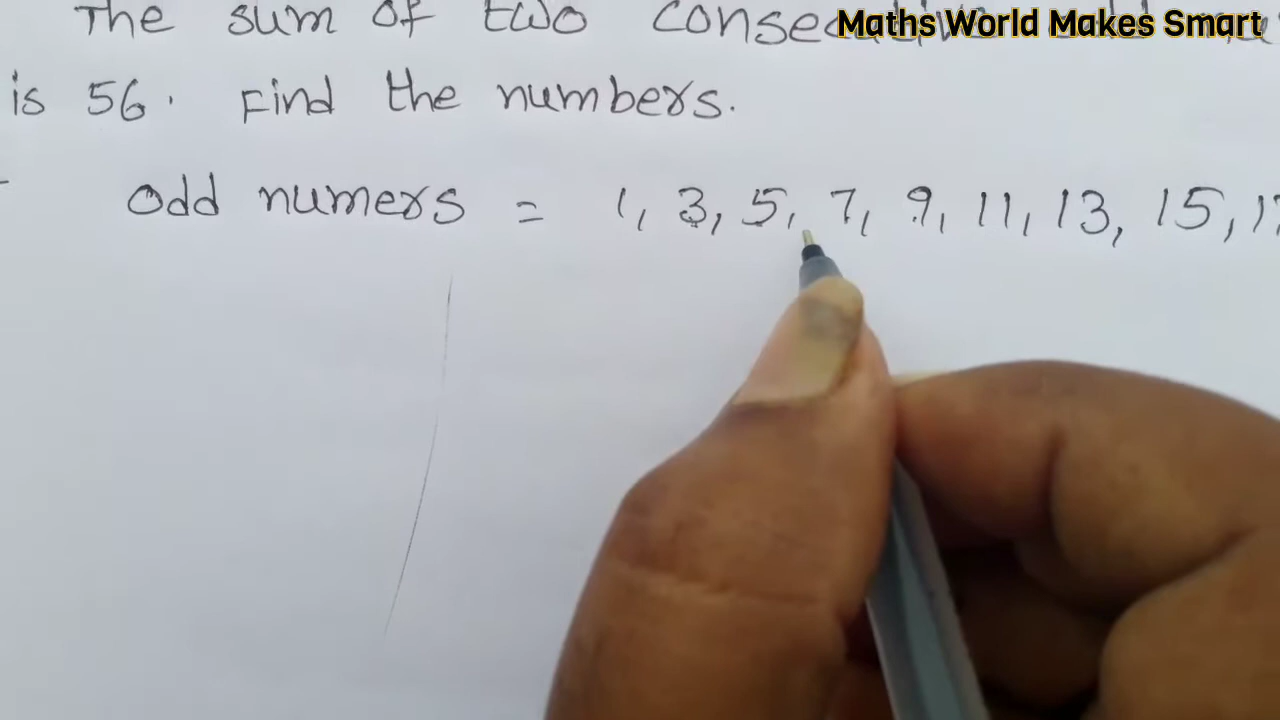 The sum of two
Maths World Makes Smart
is 56. Find the numbers.
Odd numers = 1, 3, 5, 7, 9, 11, 13, 15,